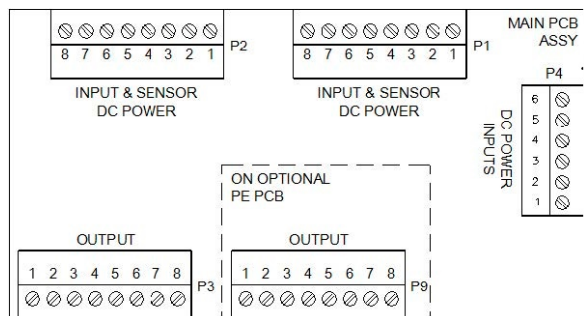 8 7 6 5 4 3 2 1 P2
INPUT & SENSOR
DC POWER
8 7 6 5 4 3 2 1 P1
INPUT & SENSOR
DC POWER
MAIN PCB
ASSY
P4
6
5
4
3
2
1
DC POWER
INPUTS
ON OPTIONAL
PE PCB
OUTPUT
1 2 3 4 5 6 7 8 P3
OUTPUT
1 2 3 4 5 6 7 8 P9